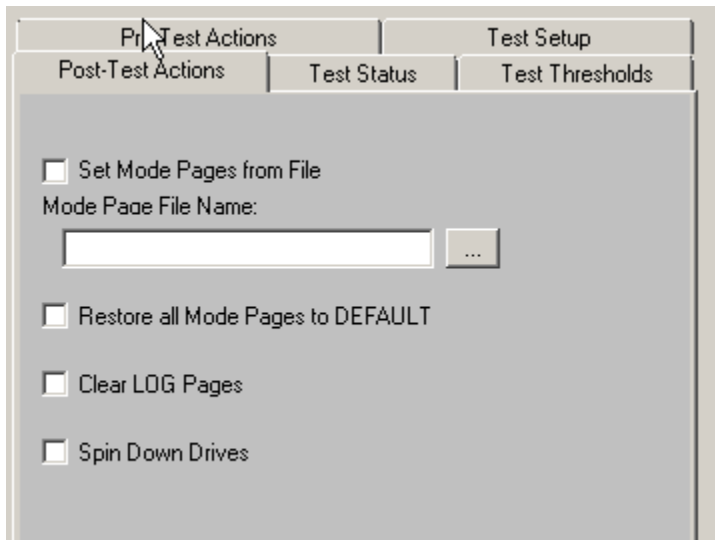 Pre-Test Actions Test Setup
Post-Test Actions Test Status Test Thresholds
Set Mode Pages from File
Mode Page File Name:
...
Restore all Mode Pages to DEFAULT
Clear LOG Pages
Spin Down Drives